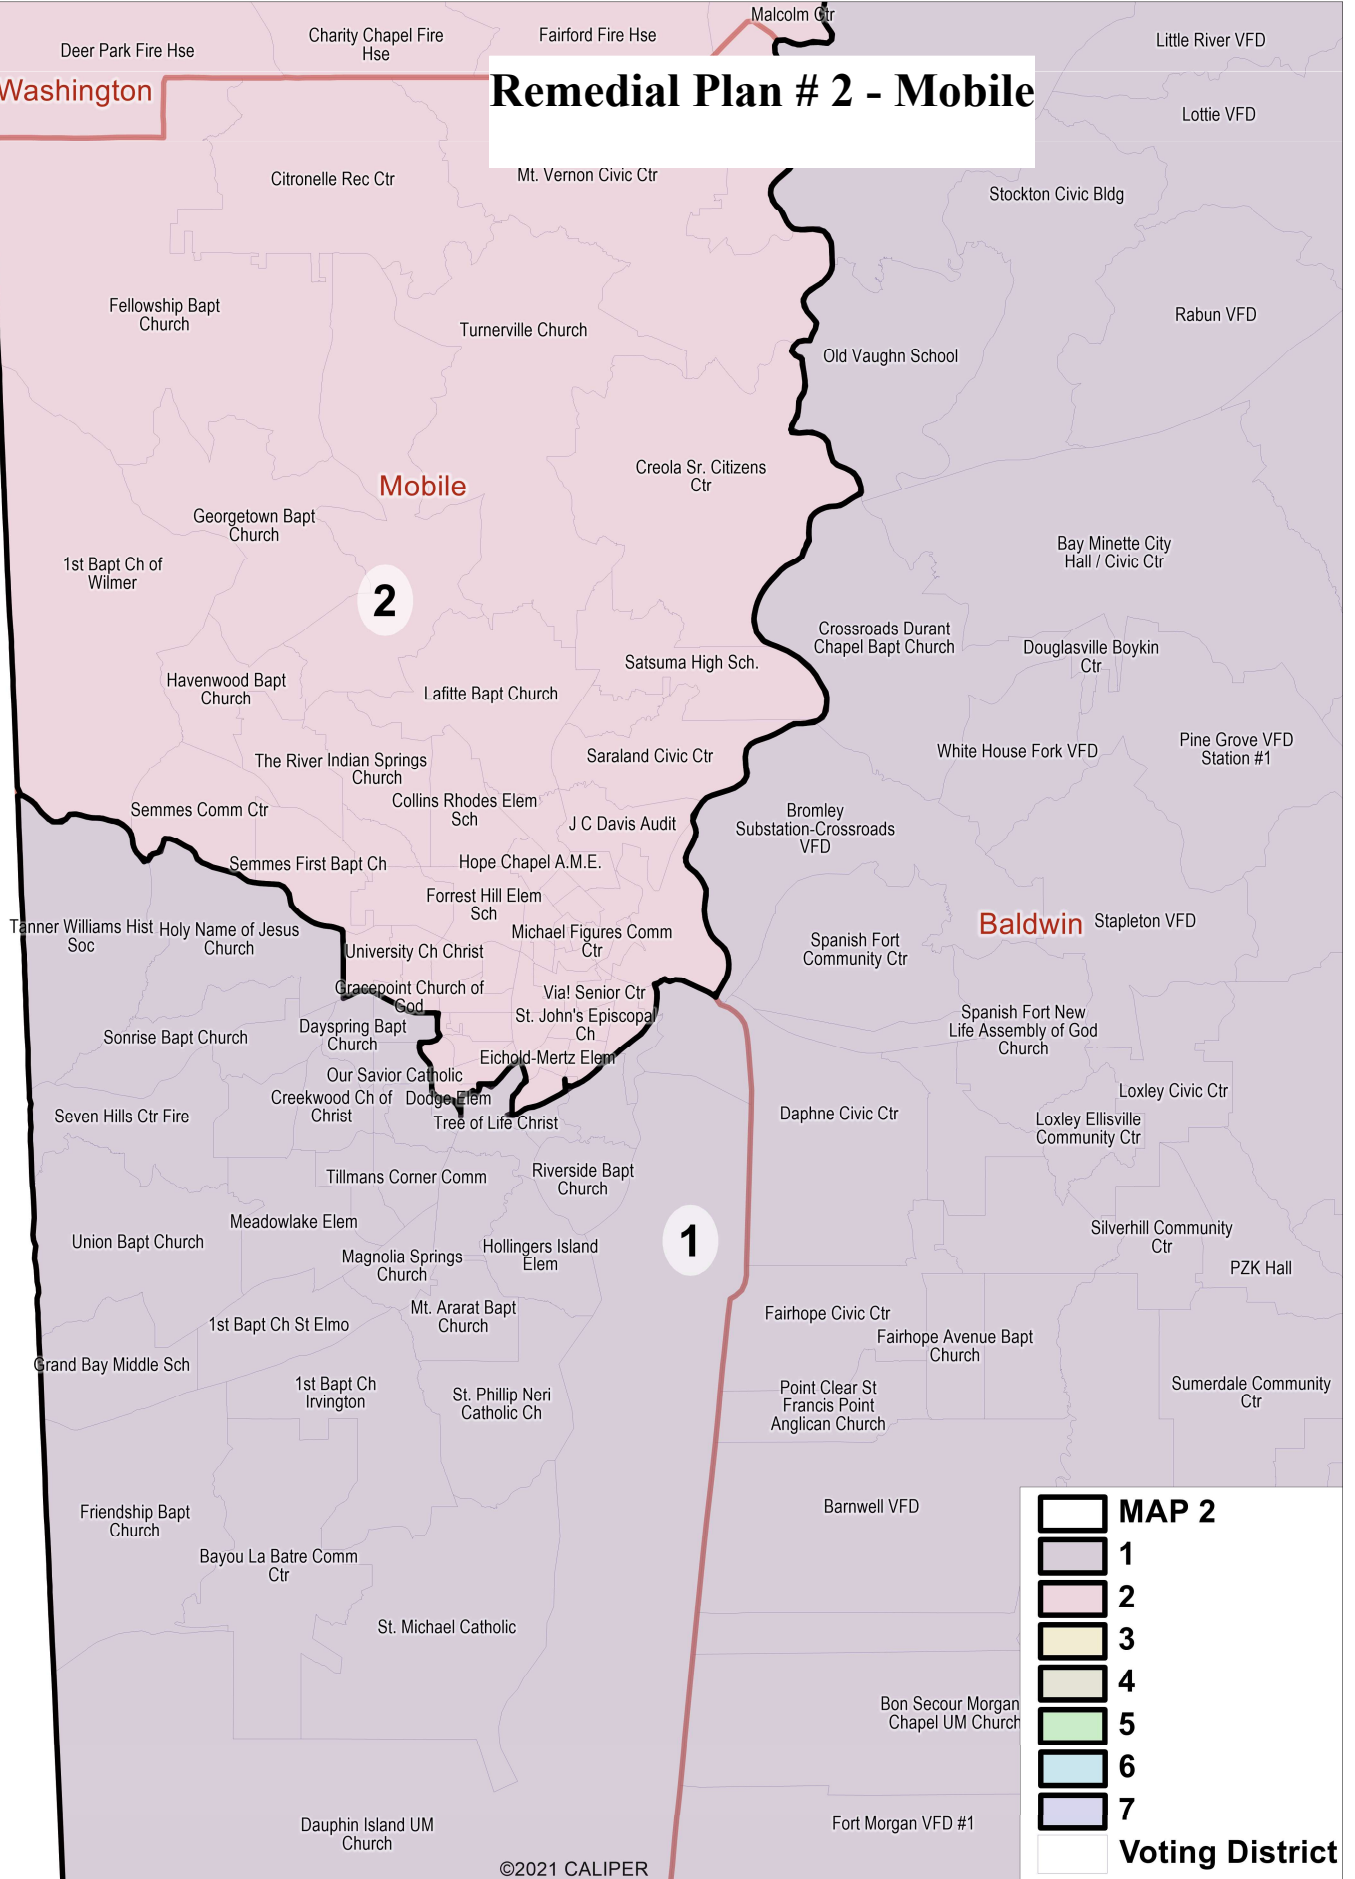 Malcolm Ctr
Deer Park Fire Hse
Charity Chapel Fire
Hse
Fairford Fire Hse
Little River VFD
Washington
Remedial Plan # 2 - Mobile
Lottie VFD
Citronelle Rec Ctr
Mt. Vernon Civic Ctr
Stockton Civic Bldg
Fellowship Bapt
Church
Turnerville Church
Rabun VFD
Old Vaughn School
Creola Sr. Citizens
Ctr
Mobile
Georgetown Bapt
Church
1st Bapt Ch of
Wilmer
Bay Minette City
Hall / Civic Ctr
2
Crossroads Durant
Chapel Bapt Church
Douglasville Boykin
Ctr
Satsuma High Sch.
Havenwood Bapt
Church
Lafitte Bapt Church
The River Indian Springs
Church
Saraland Civic Ctr
White House Fork VFD
Pine Grove VFD
Station #1
Semmes Comm Ctr
Collins Rhodes Elem
Sch
J C Davis Audit
Bromley
Substation-Crossroads
VFD
Semmes First Bapt Ch
Hope Chapel A.M.E.
Forrest Hill Elem
Sch
Tanner Williams Hist
Soc
Holy Name of Jesus
Church
University Ch Christ
Michael Figures Comm
Ctr
Spanish Fort
Community Ctr
Baldwin
Stapleton VFD
Gracepoint Church of
God
Via! Senior Ctr
St. John's Episcopal
Ch
Spanish Fort New
Life Assembly of God
Church
Sonrise Bapt Church
Dayspring Bapt
Church
Eichold-Mertz Elem
Our Savior Catholic
Creekwood Ch of
Christ
Dodge Elem
Tree of Life Christ
Seven Hills Ctr Fire
Daphne Civic Ctr
Loxley Civic Ctr
Loxley Ellisville
Community Ctr
Tillmans Corner Comm
Riverside Bapt
Church
Union Bapt Church
Meadowlake Elem
Magnolia Springs
Church
Hollingers Island
Elem
1
Silverhill Community
Ctr
PZK Hall
1st Bapt Ch St Elmo
Mt. Ararat Bapt
Church
Fairhope Civic Ctr
Fairhope Avenue Bapt
Church
Grand Bay Middle Sch
1st Bapt Ch
Irvington
St. Phillip Neri
Catholic Ch
Point Clear St
Francis Point
Anglican Church
Sumerdale Community
Ctr
Friendship Bapt
Church
Barnwell VFD
Bayou La Batre Comm
Ctr
St. Michael Catholic
Bon Secour Morgan
Chapel UM Church
Dauphin Island UM
Church
Fort Morgan VFD #1
©2021 CALIPER
MAP 2
1
2
3
4
5
6
7
Voting District